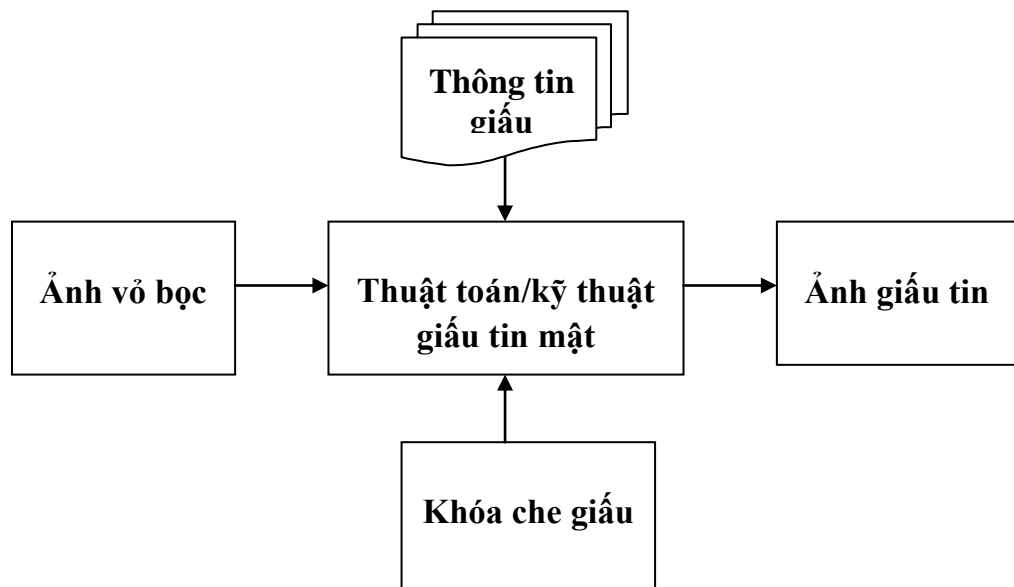 Thông tin
giấu
Ảnh vỏ bọc
Thuật toán/kỹ thuật
giấu tin mật
Ảnh giấu tin
Khóa che giấu